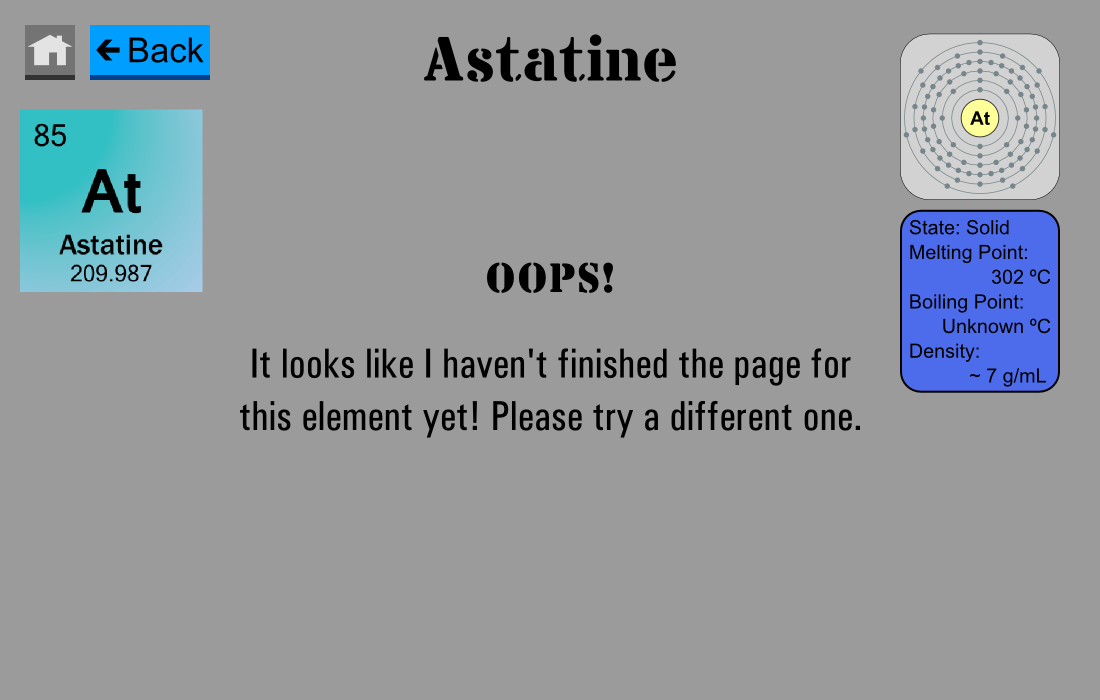 ← Back
Astatine
85
At
Astatine
209.987
At
State: Solid
Melting Point:
302 ºC
Boiling Point:
Unknown ºC
Density:
~ 7 g/mL
OOPS!
It looks like I haven't finished the page for
this element yet! Please try a different one.